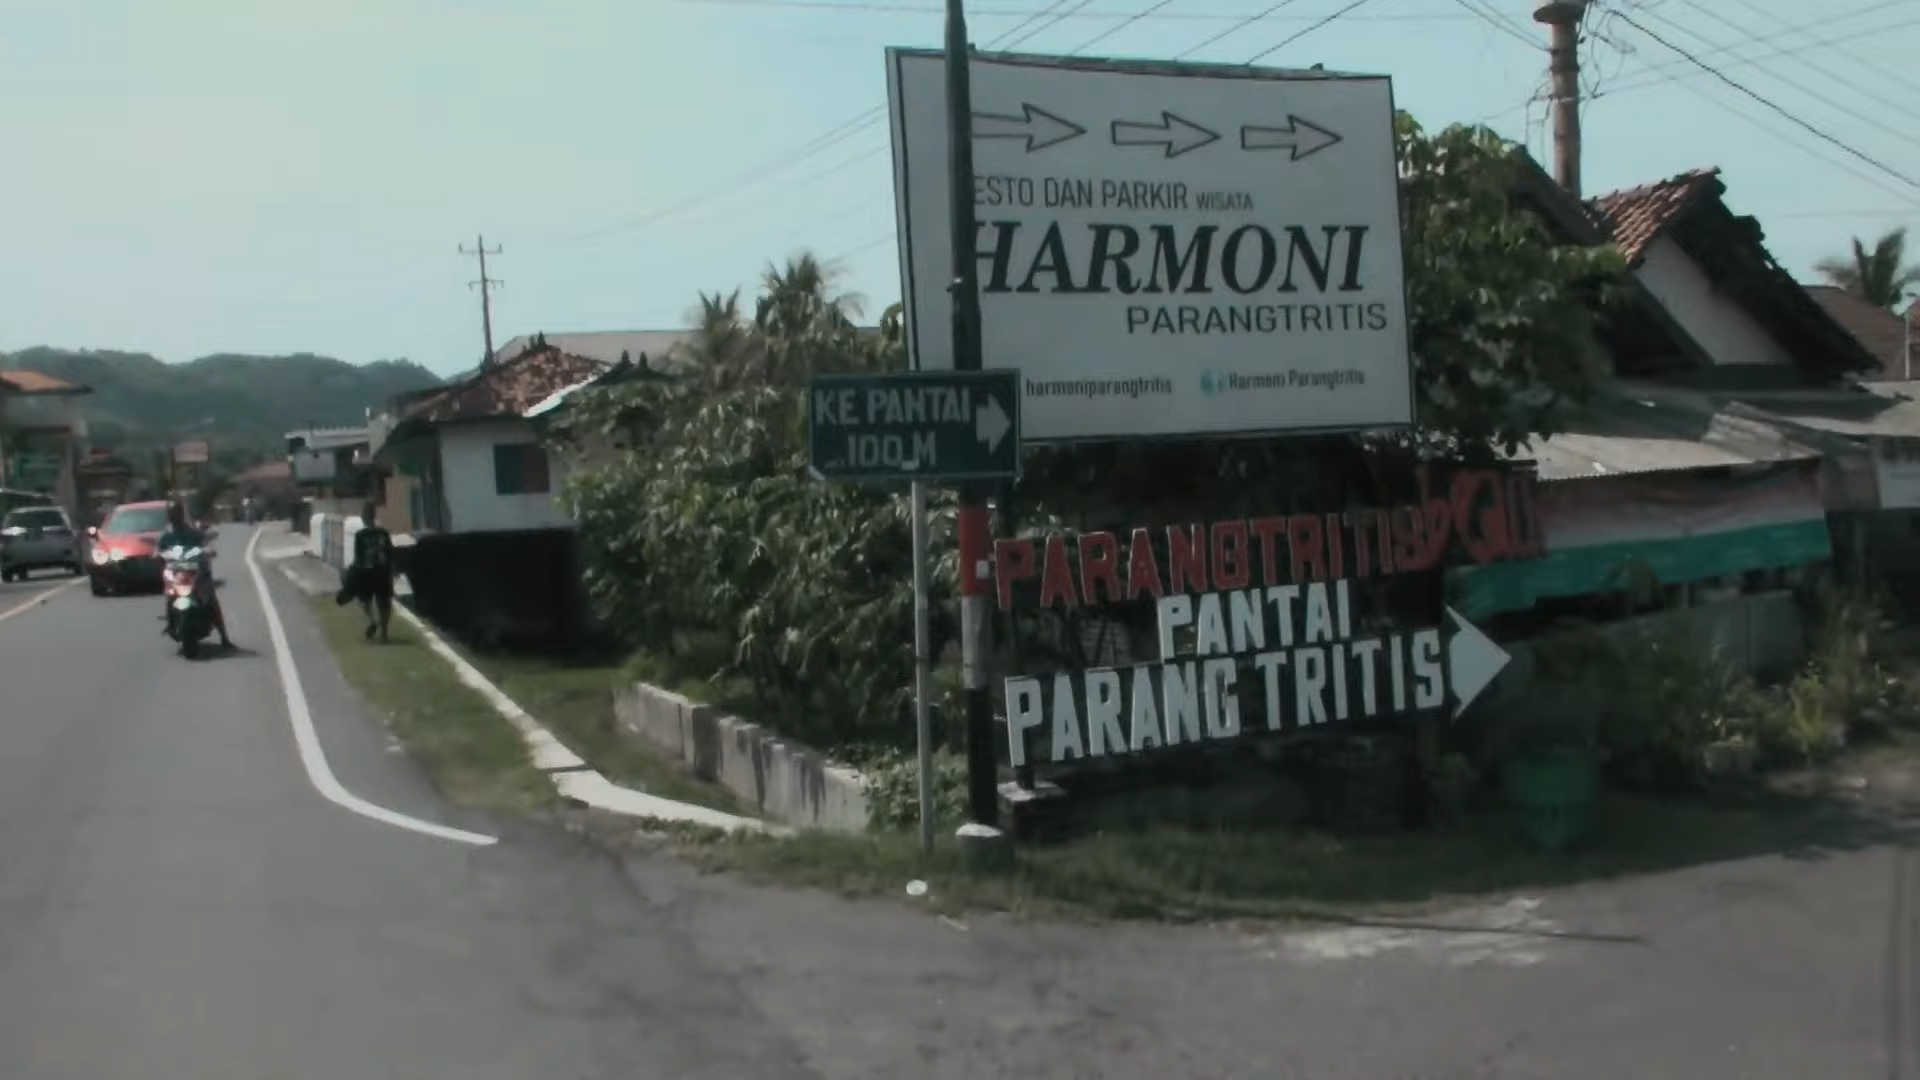 ESTO DAN PARKIR WISATA
HARMONI
PARANGTRITIS
harmoniparangtritis
Harmoni Parangtritis
KE PANTAI
100 M
PARANGTRITIS
PANTAI
PARANG TRITIS